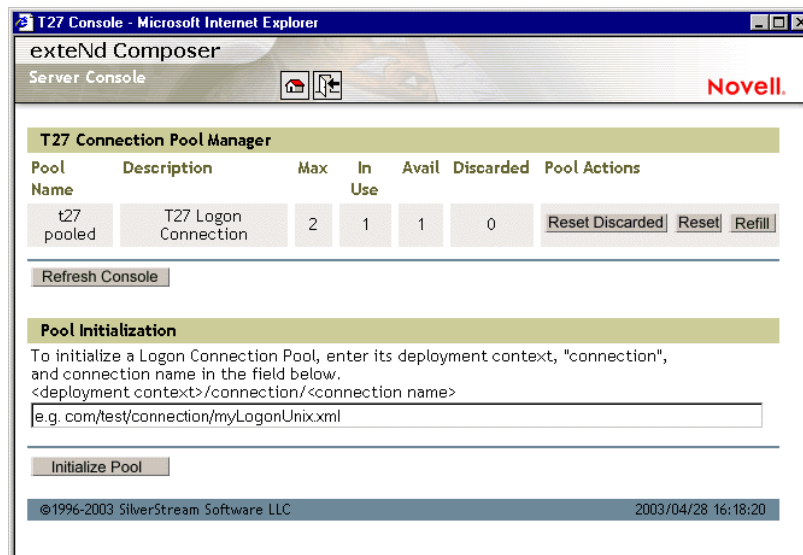 T27 Console - Microsoft Internet Explorer
exteNd Composer
Server Console
Novell.
T27 Connection Pool Manager
Pool Name Description Max In Use Avail Discarded Pool Actions
t27 pooled T27 Logon Connection 2 1 1 0 Reset Discarded Reset Refill
Refresh Console
Pool Initialization
To initialize a Logon Connection Pool, enter its deployment context, "connection",
and connection name in the field below.
<deployment context>/connection/<connection name>
e.g. com/test/connection/myLogonUnix.xml
Initialize Pool
©1996-2003 SilverStream Software LLC 2003/04/28 16:18:20